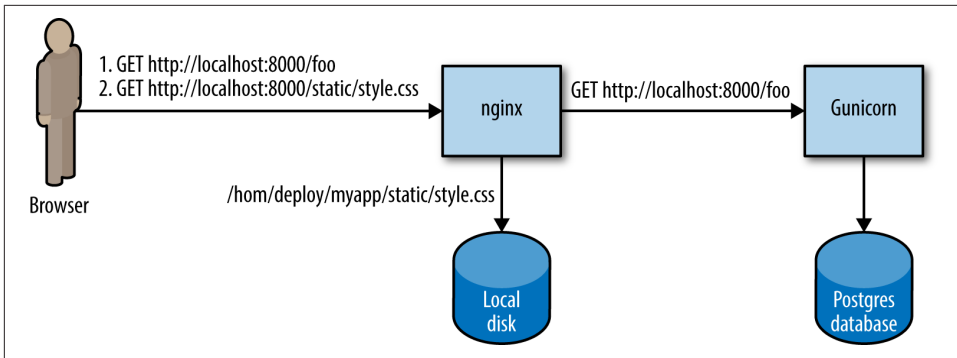 1. GET http://localhost:8000/foo
2. GET http://localhost:8000/static/style.css
nginx
GET http://localhost:8000/foo
Gunicorn
Browser
/hom/deploy/myapp/static/style.css
Local
disk
Postgres
database